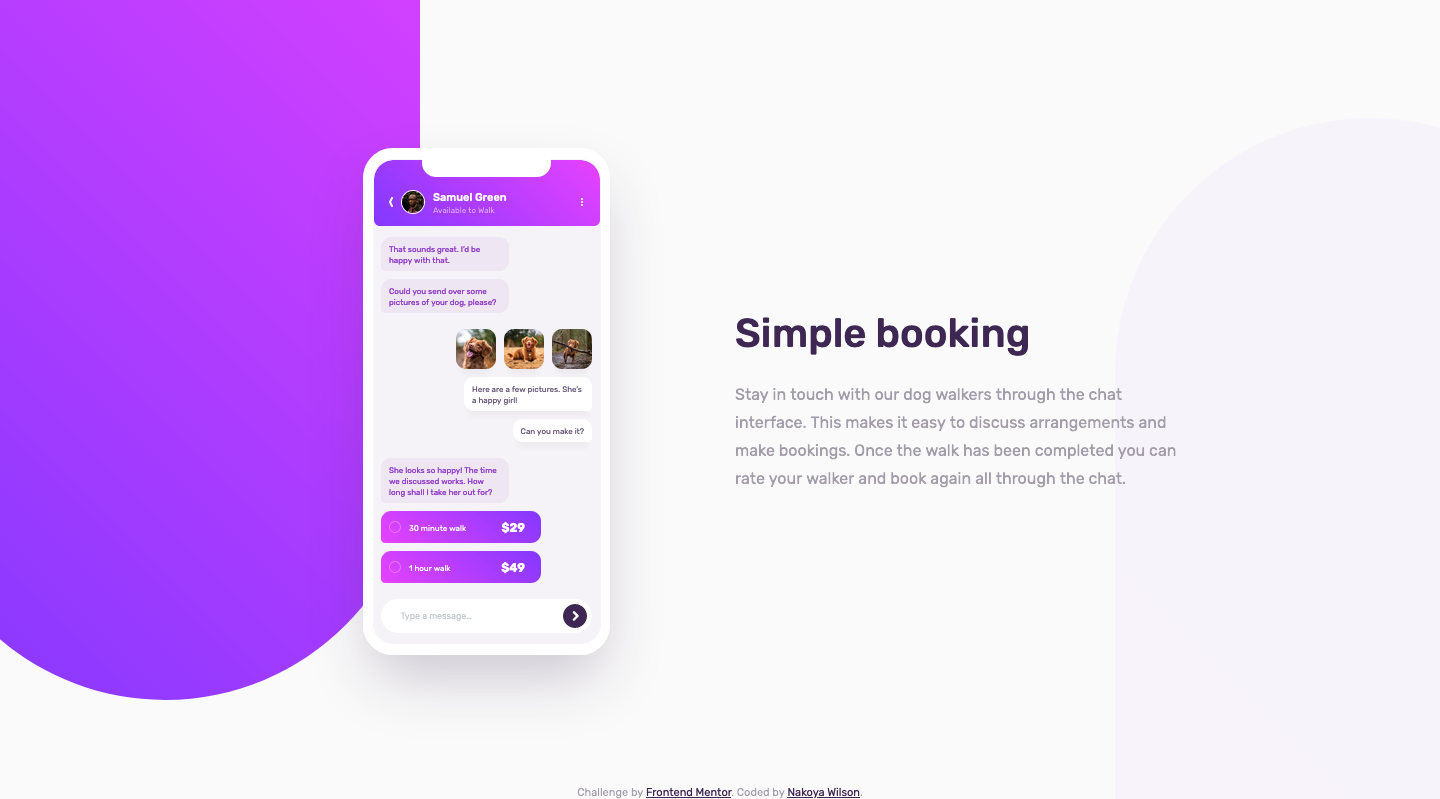 Samuel Green
Available to Walk
That sounds great. I'd be
happy with that.
Could you send over some
pictures of your dog, please?
Here are a few pictures. She's
a happy girl!
Can you make it?
She looks so happy! The time
we discussed works. How
long shall I take her out for?
30 minute walk $29
1 hour walk $49
Type a message…
Simple booking
Stay in touch with our dog walkers through the chat
interface. This makes it easy to discuss arrangements and
make bookings. Once the walk has been completed you can
rate your walker and book again all through the chat.
Challenge by Frontend Mentor. Coded by Nakoya Wilson.